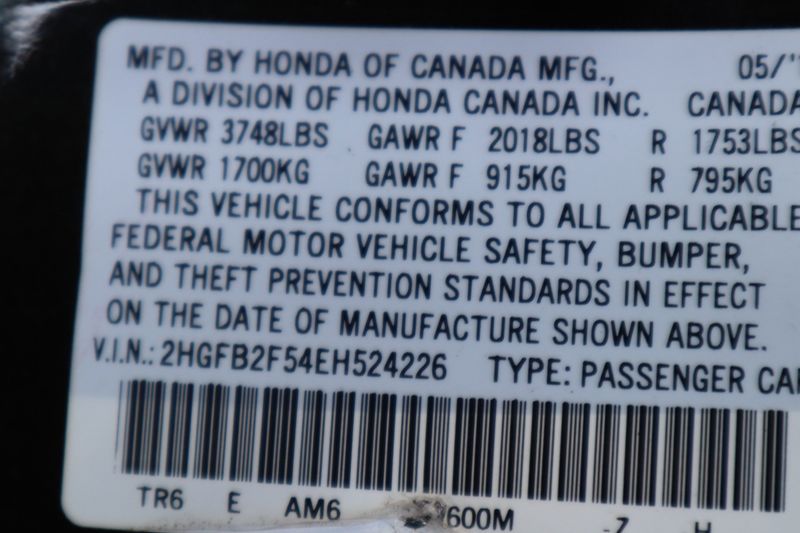 MFD. BY HONDA OF CANADA MFG., 05/'
A DIVISION OF HONDA CANADA INC. CANADA
GVWR 3748LBS GAWR F 2018LBS R 1753LBS
GVWR 1700KG GAWR F 915KG R 795KG
THIS VEHICLE CONFORMS TO ALL APPLICABLE
FEDERAL MOTOR VEHICLE SAFETY, BUMPER,
AND THEFT PREVENTION STANDARDS IN EFFECT
ON THE DATE OF MANUFACTURE SHOWN ABOVE.
V.I.N.: 2HGFB2F54EH524226 TYPE: PASSENGER CAR
TR6 E AM6 600M